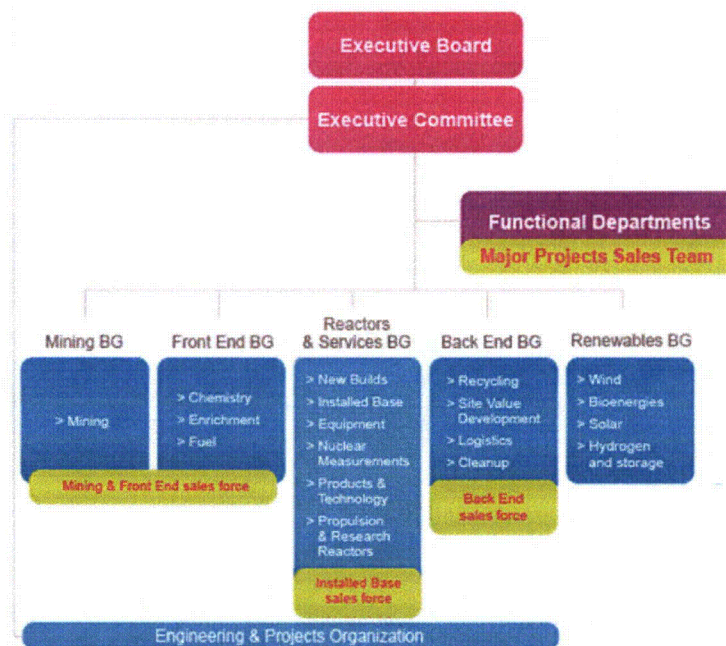 Executive Board
Executive Committee
Functional Departments
Major Projects Sales Team
Mining BG
> Mining
Front End BG
> Chemistry
> Enrichment
> Fuel
Mining & Front End sales force
Reactors
& Services BG
> New Builds
> Installed Base
> Equipment
> Nuclear
Measurements
> Products &
Technology
> Propulsion
& Research
Reactors
Installed Base
sales force
Back End BG
> Recycling
> Site Value
Development
> Logistics
> Cleanup
Back End
sales force
Renewables BG
> Wind
> Bioenergies
> Solar
> Hydrogen
and storage
Engineering & Projects Organization